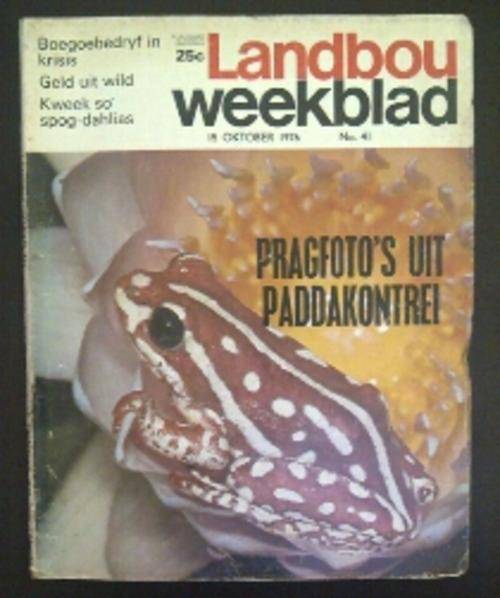 Boegoebedryf in
krisis
Geld uit wild
Kweek so'
spog-dahlias
25c
Landbou
weekblad
15 OKTOBER 1976 No. 41
PRAGFOTO'S UIT
PADDAKONTREI